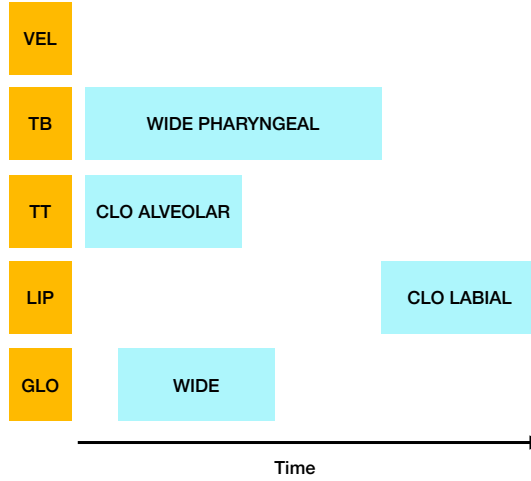 VEL
TB
WIDE PHARYNGEAL
TT
CLO ALVEOLAR
LIP
CLO LABIAL
GLO
WIDE
Time